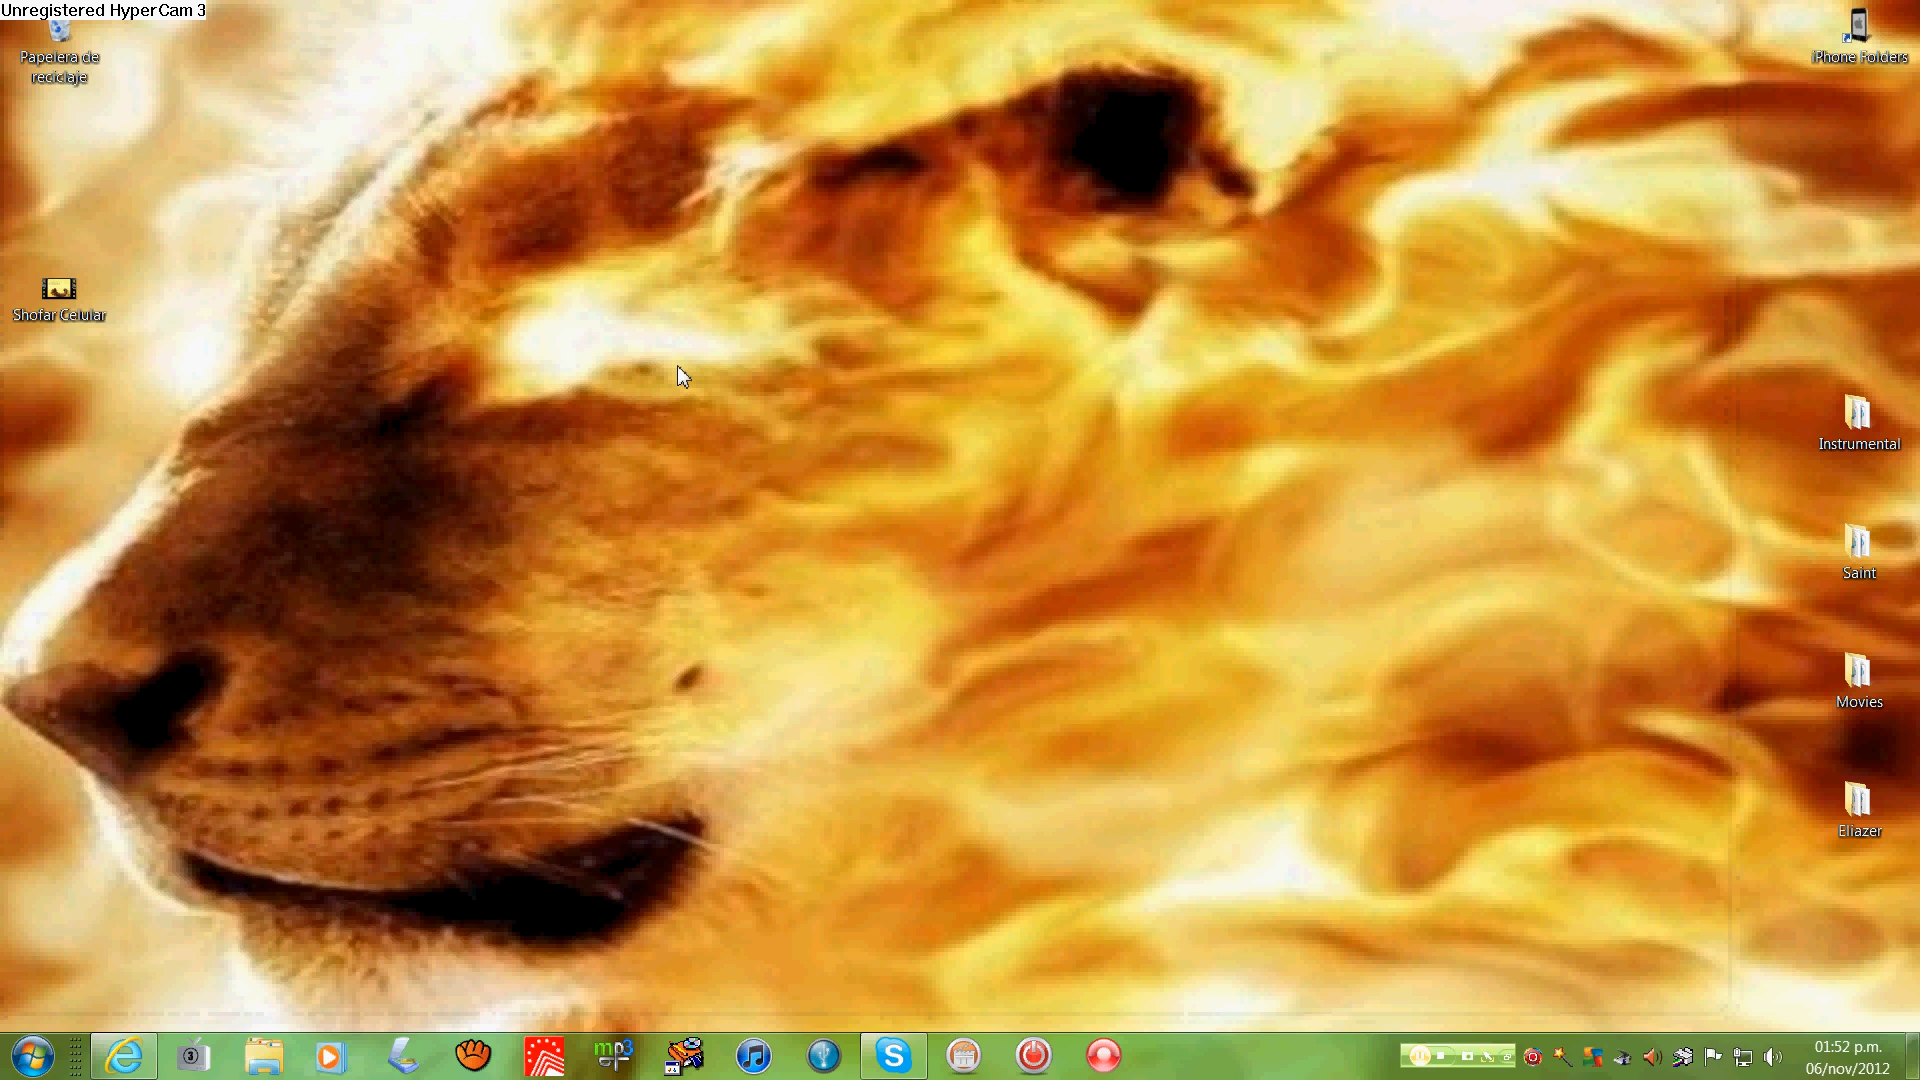 Unregistered HyperCam 3
Papelera de
reciclaje
iPhone Folders
Shofar Celular
Instrumental
Saint
Movies
Eliazer
mp3
01:52 p.m.
06/nov/2012